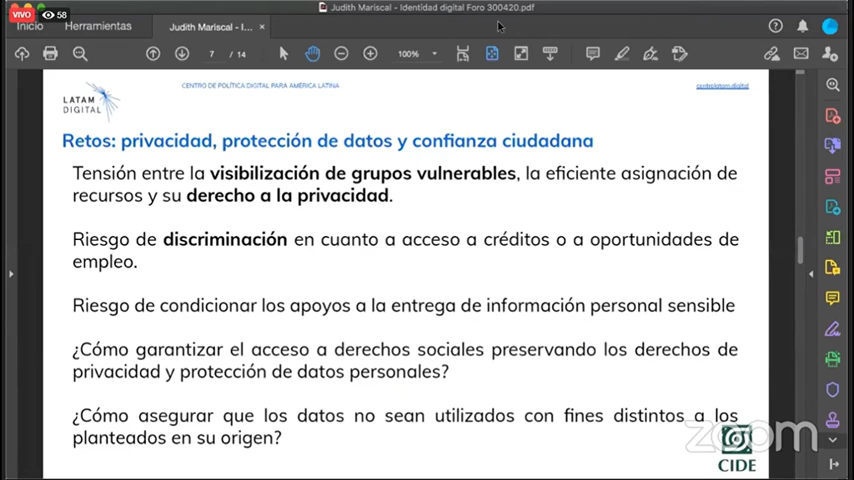 Judith Mariscal - Identidad digital Foro 300420.pdf
VIVO 58
Inicio Herramientas Judith Mariscal - I... ×
7 / 14 100%
LATAM
DIGITAL
CENTRO DE POLÍTICA DIGITAL PARA AMÉRICA LATINA
centrolatam.digital
Retos: privacidad, protección de datos y confianza ciudadana
Tensión entre la visibilización de grupos vulnerables, la eficiente asignación de
recursos y su derecho a la privacidad.
Riesgo de discriminación en cuanto a acceso a créditos o a oportunidades de
empleo.
Riesgo de condicionar los apoyos a la entrega de información personal sensible
¿Cómo garantizar el acceso a derechos sociales preservando los derechos de
privacidad y protección de datos personales?
¿Cómo asegurar que los datos no sean utilizados con fines distintos a los
planteados en su origen?
zoom
CIDE